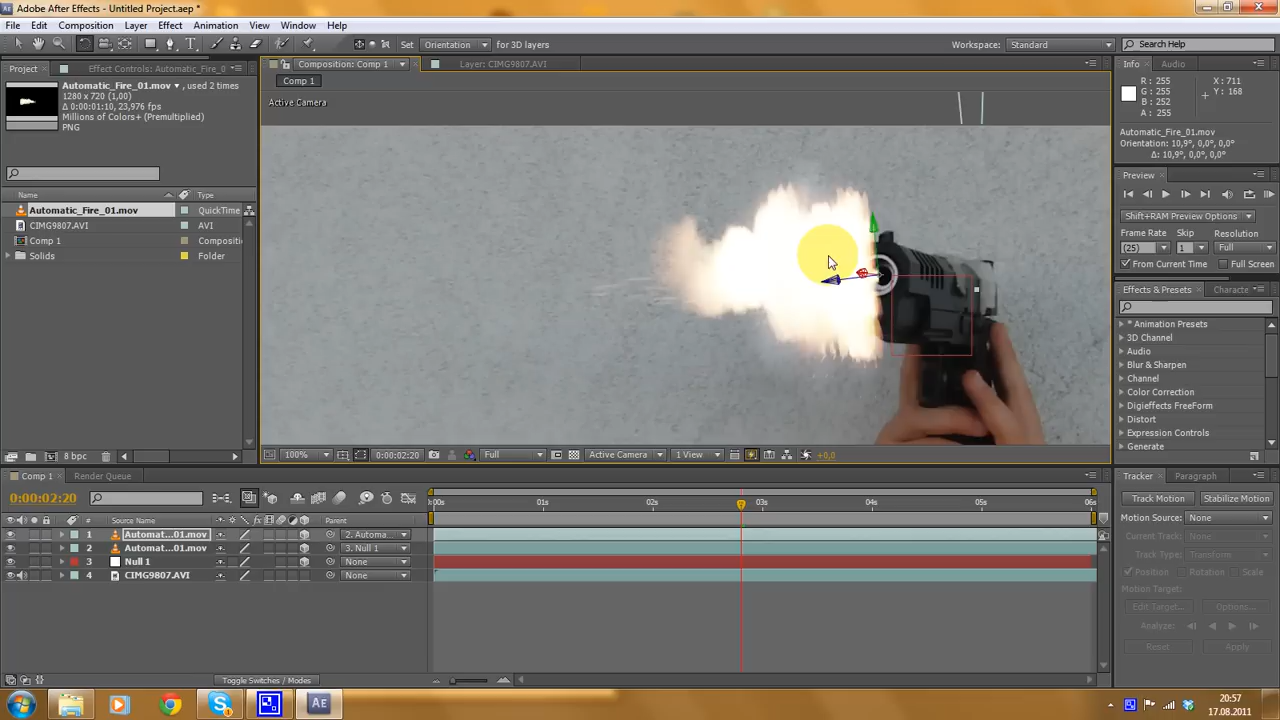 Adobe After Effects - Untitled Project.aep *
File Edit Composition Layer Effect Animation View Window Help
Set Orientation for 3D layers
Workspace: Standard Search Help
Project Effect Controls: Automatic_Fire_0
Composition: Comp 1 Layer: CIMG9807.AVI
Info Audio
Automatic_Fire_01.mov , used 2 times
1280 x 720 (1,00)
Δ 0:00:01:10, 23,976 fps
Millions of Colors+ (Premultiplied)
PNG
Comp 1
Active Camera
R : 255
G : 255
B : 252
A : 255
X : 711
Y : 168
Automatic_Fire_01.mov
Orientation: 10,9°, 0,0°, 0,0°
Δ: 10,9°, 0,0°, 0,0°
Preview
Shift+RAM Preview Options
Frame Rate Skip Resolution
(25) 1 Full
From Current Time Full Screen
Name Type
Automatic_Fire_01.mov QuickTime
CIMG9807.AVI AVI
Comp 1 Compositi
Solids Folder
Effects & Presets Characte
* Animation Presets
3D Channel
Audio
Blur & Sharpen
Channel
Color Correction
Digieffects FreeForm
Distort
Expression Controls
Generate
8 bpc
100% 0:00:02:20 Full Active Camera 1 View +0,0
Comp 1 Render Queue
0:00:02:20
:00s 01s 02s 03s 04s 05s 06s
# Source Name Parent
1 Automat...01.mov 2. Automa...
2 Automat...01.mov 3. Null 1
3 Null 1 None
4 CIMG9807.AVI None
Toggle Switches / Modes
Tracker Paragraph
Track Motion Stabilize Motion
Motion Source: None
Current Track: None
Track Type: Transform
Position Rotation Scale
Motion Target:
Edit Target... Options...
Analyze:
Reset Apply
20:57
17.08.2011